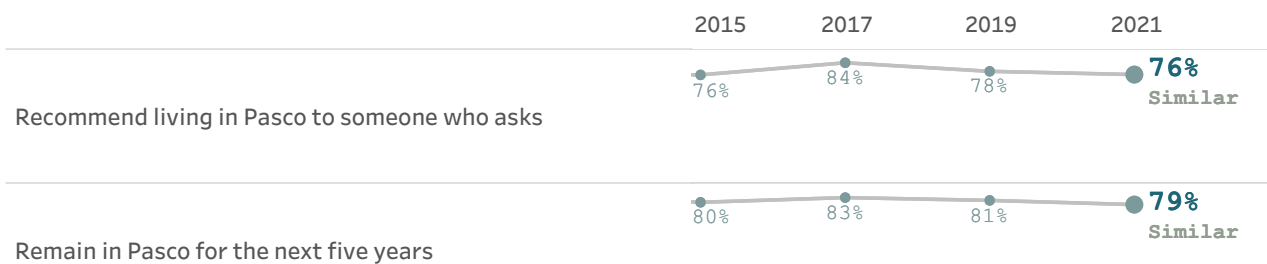 2015 2017 2019 2021
76% 84% 78% 76%
Similar
Recommend living in Pasco to someone who asks
80% 83% 81% 79%
Similar
Remain in Pasco for the next five years